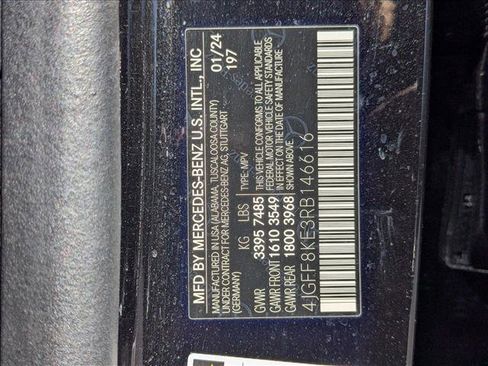 MFD BY MERCEDES-BENZ U.S. INTL., INC
MANUFACTURED IN USA (ALABAMA, TUSCALOOSA COUNTY)
UNDER CONTRACT FOR MERCEDES-BENZ AG, STUTTGART
(GERMANY)
01/24
197
TYPE: MPV
KG LBS
GVWR 3395 7485
GAWR FRONT 1610 3549
GAWR REAR 1800 3968
THIS VEHICLE CONFORMS TO ALL APPLICABLE
FEDERAL MOTOR VEHICLE SAFETY STANDARDS
IN EFFECT ON THE DATE OF MANUFACTURE
SHOWN ABOVE.
4JGFF8KE3RB146616